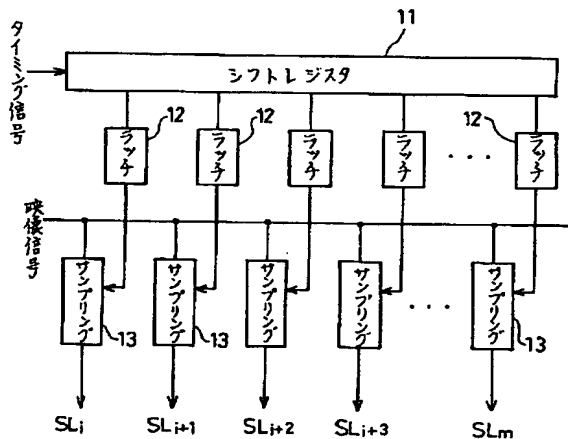 11
タイミング信号
シフトレジスタ
12
12
12
ラッチ
ラッチ
ラッチ
ラッチ
・・・
ラッチ
映像信号
サンプリング
サンプリング
サンプリング
サンプリング
・・・
サンプリング
13
13
13
SLi
SLi+1
SLi+2
SLi+3
SLm